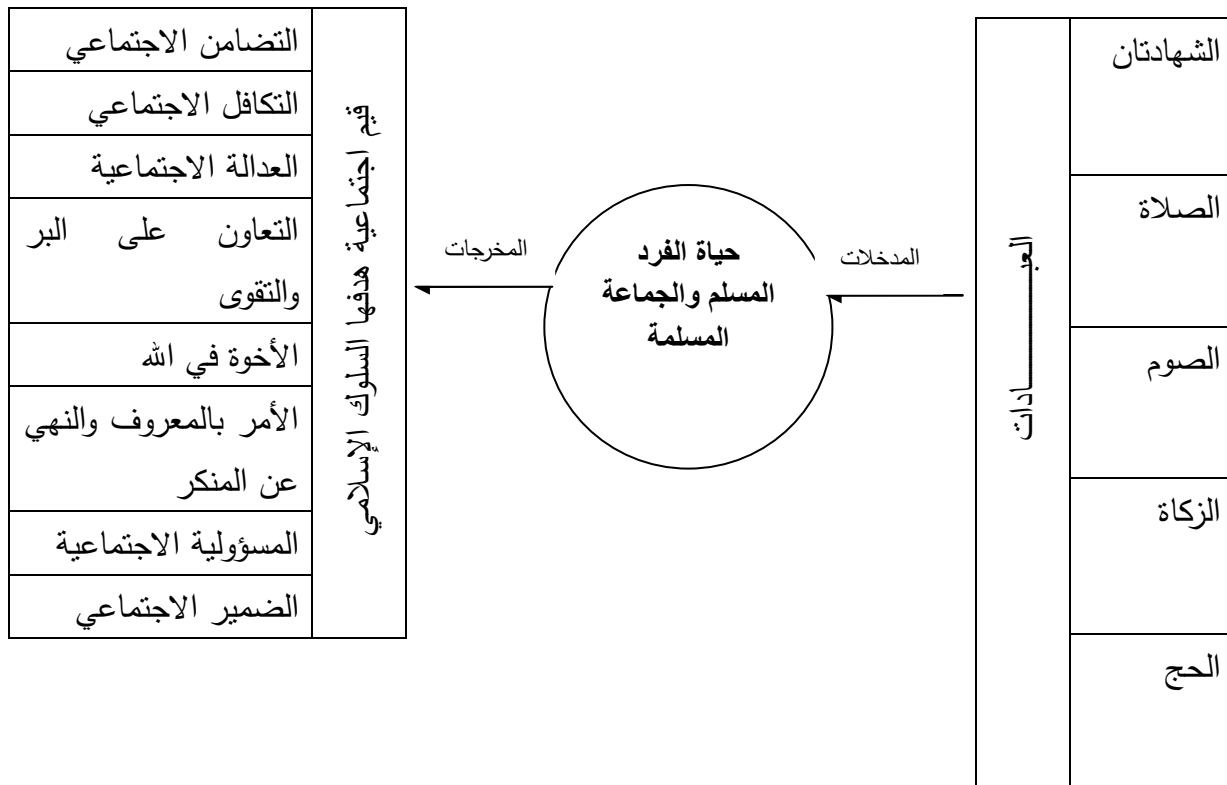 الشهادتان
الصلاة
الصوم
الزكاة
الحج
العبـــــــــــادات
المدخلات
حياة الفرد
المسلم والجماعة
المسلمة
المخرجات
قيم اجتماعية هدفها السلوك الإسلامي
التضامن الاجتماعي
التكافل الاجتماعي
العدالة الاجتماعية
التعاون على البر
والتقوى
الأخوة في الله
الأمر بالمعروف والنهي
عن المنكر
المسؤولية الاجتماعية
الضمير الاجتماعي